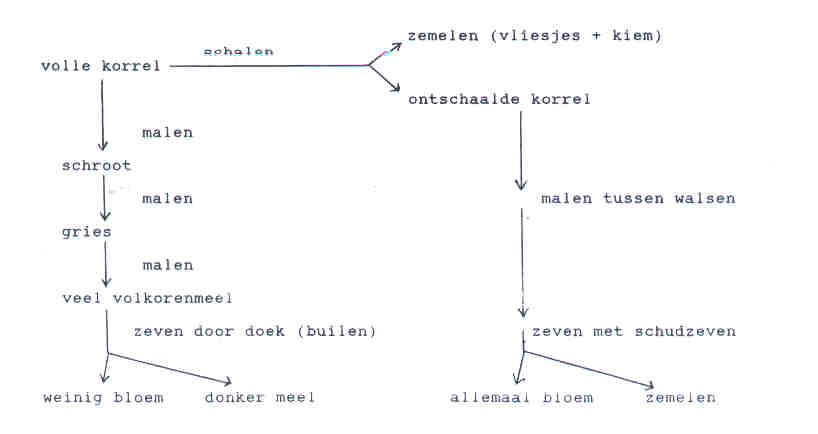 zemelen (vliesjes + kiem)
schalen
volle korrel
ontschaalde korrel
malen
schroot
malen
malen tussen walsen
gries
malen
veel volkorenmeel
zeven door doek (builen)
zeven met schudzeven
weinig bloem
donker meel
allemaal bloem
zemelen